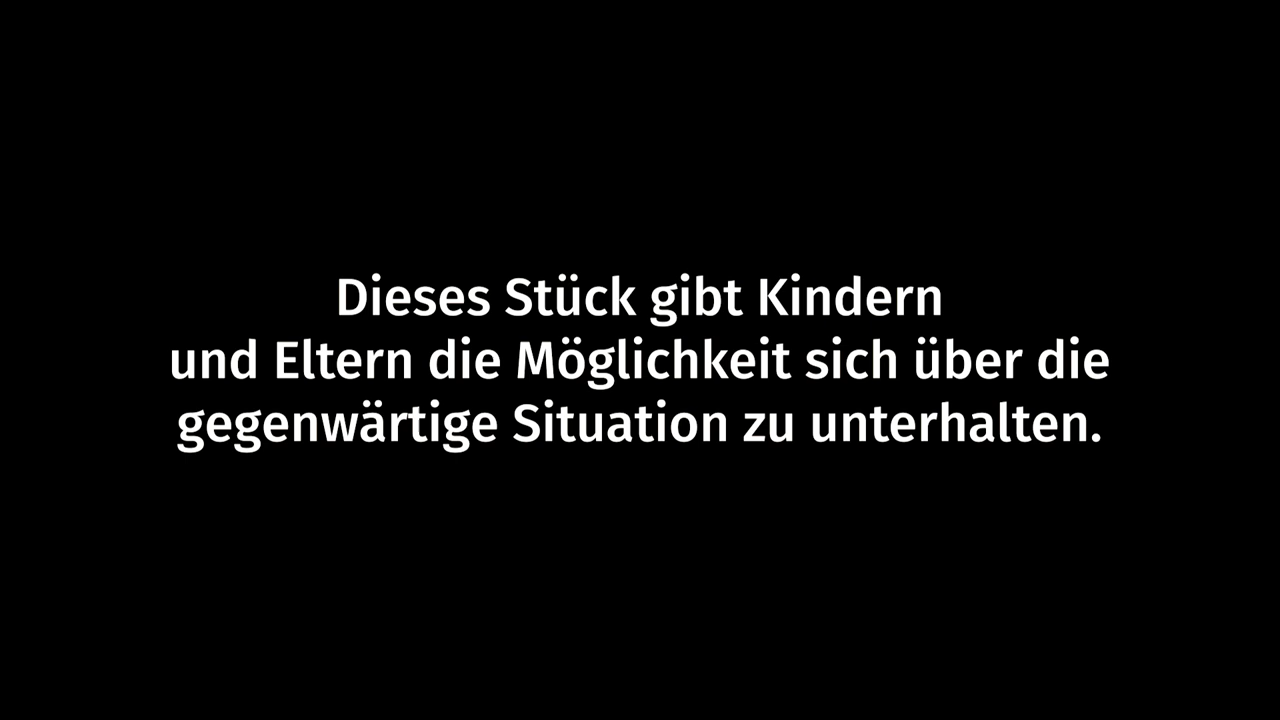 Dieses Stück gibt Kindern
und Eltern die Möglichkeit sich über die
gegenwärtige Situation zu unterhalten.